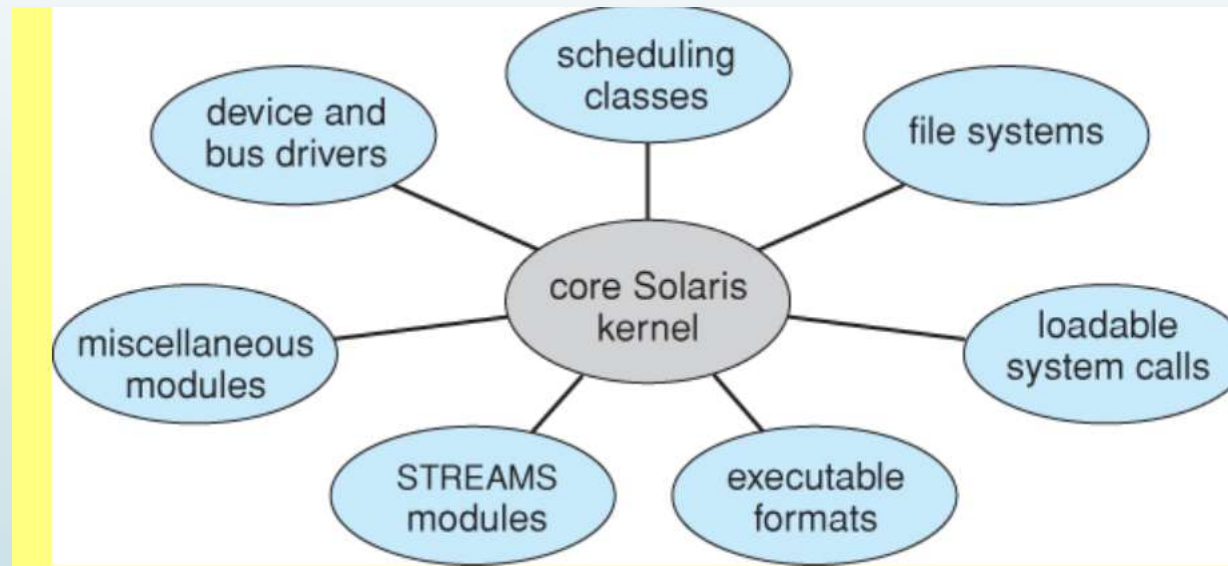 scheduling
classes
device and
bus drivers
file systems
core Solaris
kernel
loadable
system calls
miscellaneous
modules
STREAMS
modules
executable
formats